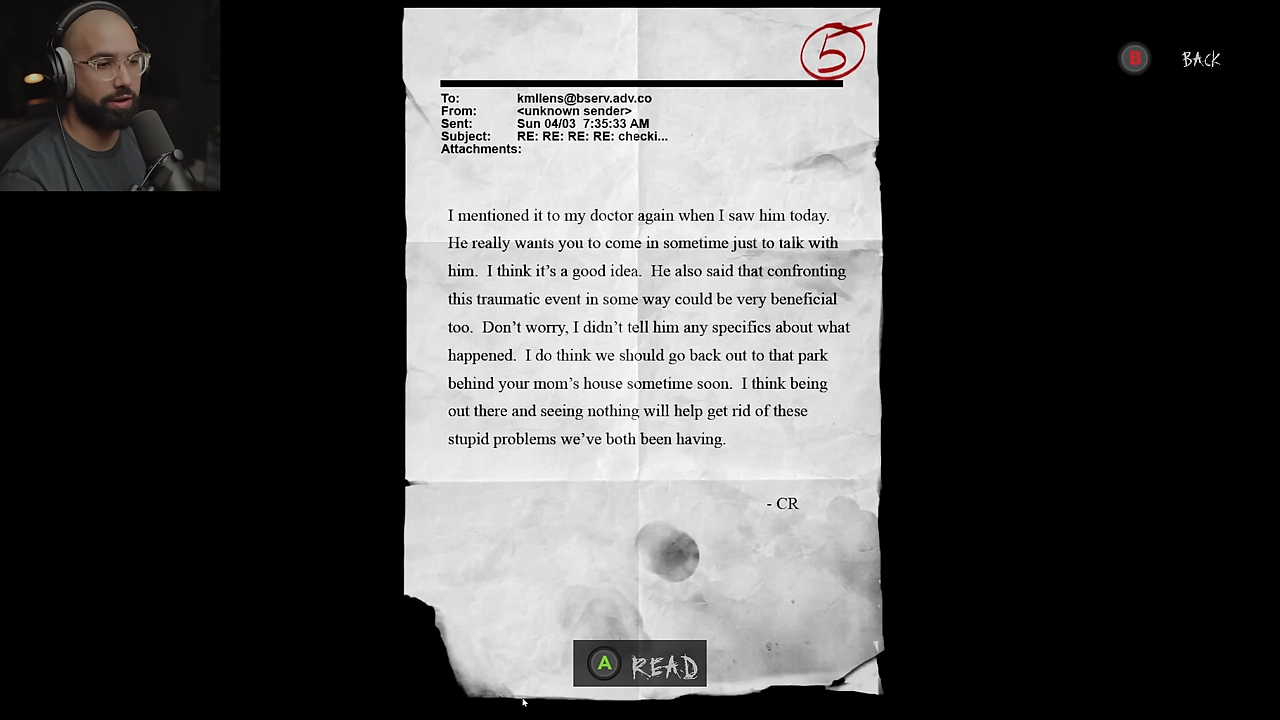 5
B BACK
To: kmllens@bserv.adv.co
From: <unknown sender>
Sent: Sun 04/03 7:35:33 AM
Subject: RE: RE: RE: RE: checki...
Attachments:
I mentioned it to my doctor again when I saw him today.
He really wants you to come in sometime just to talk with
him. I think it’s a good idea. He also said that confronting
this traumatic event in some way could be very beneficial
too. Don’t worry, I didn’t tell him any specifics about what
happened. I do think we should go back out to that park
behind your mom’s house sometime soon. I think being
out there and seeing nothing will help get rid of these
stupid problems we’ve both been having.
- CR
A READ